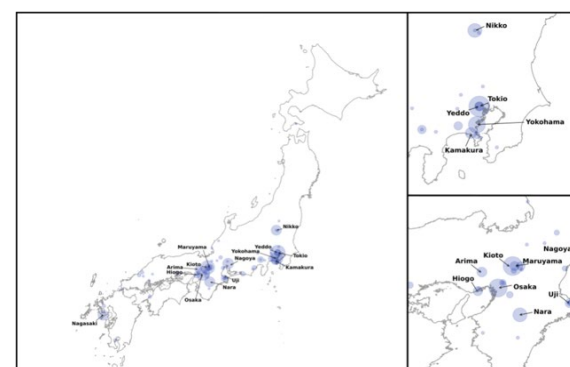 Nikko
Maruyama
Yokohama
Yeddo
Tokio
Nagoya
Kioto
Arima
Hiogo
Kamakura
Uji
Nara
Osaka
Nagasaki
Nikko
Tokio
Yeddo
Yokohama
Kamakura
Nagoya
Kioto
Maruyama
Arima
Hiogo
Osaka
Uji
Nara